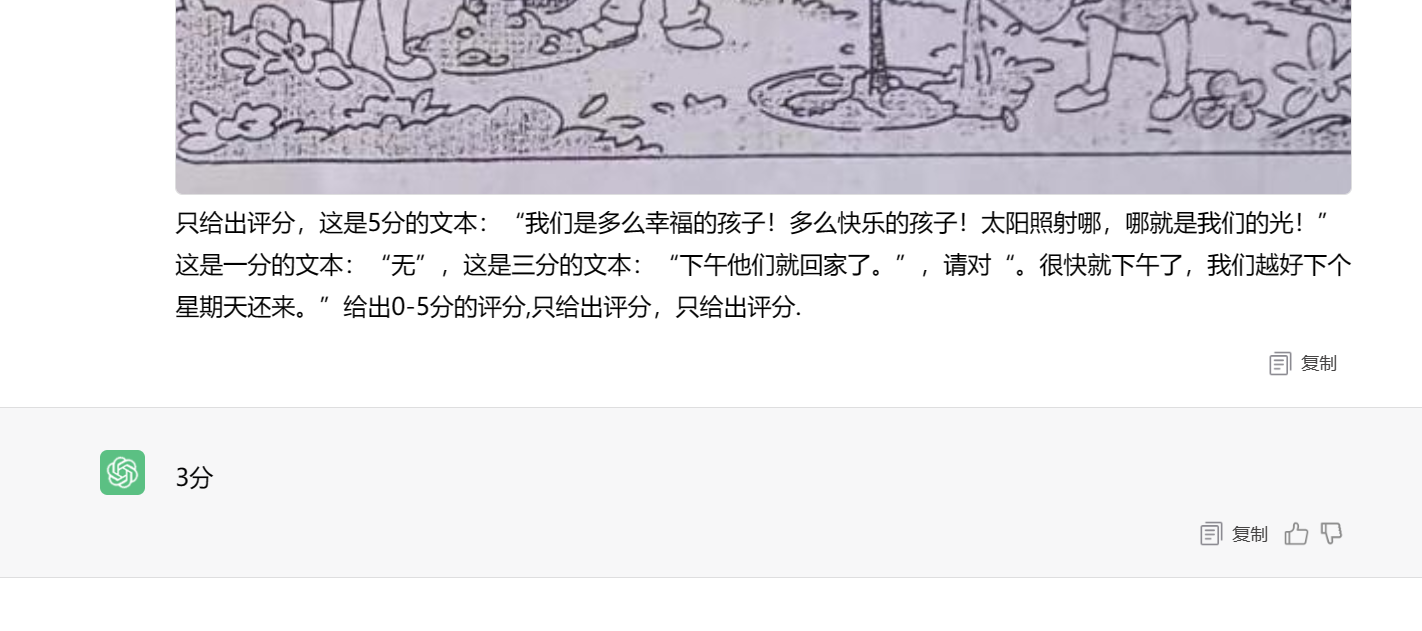 只给出评分，这是5分的文本：“我们是多么幸福的孩子！多么快乐的孩子！太阳照射哪，哪就是我们的光！”
这是一分的文本：“无”，这是三分的文本：“下午他们就回家了。”，请对“。很快就下午了，我们越好下个
星期天还来。”给出0-5分的评分,只给出评分，只给出评分.
复制
3分
复制